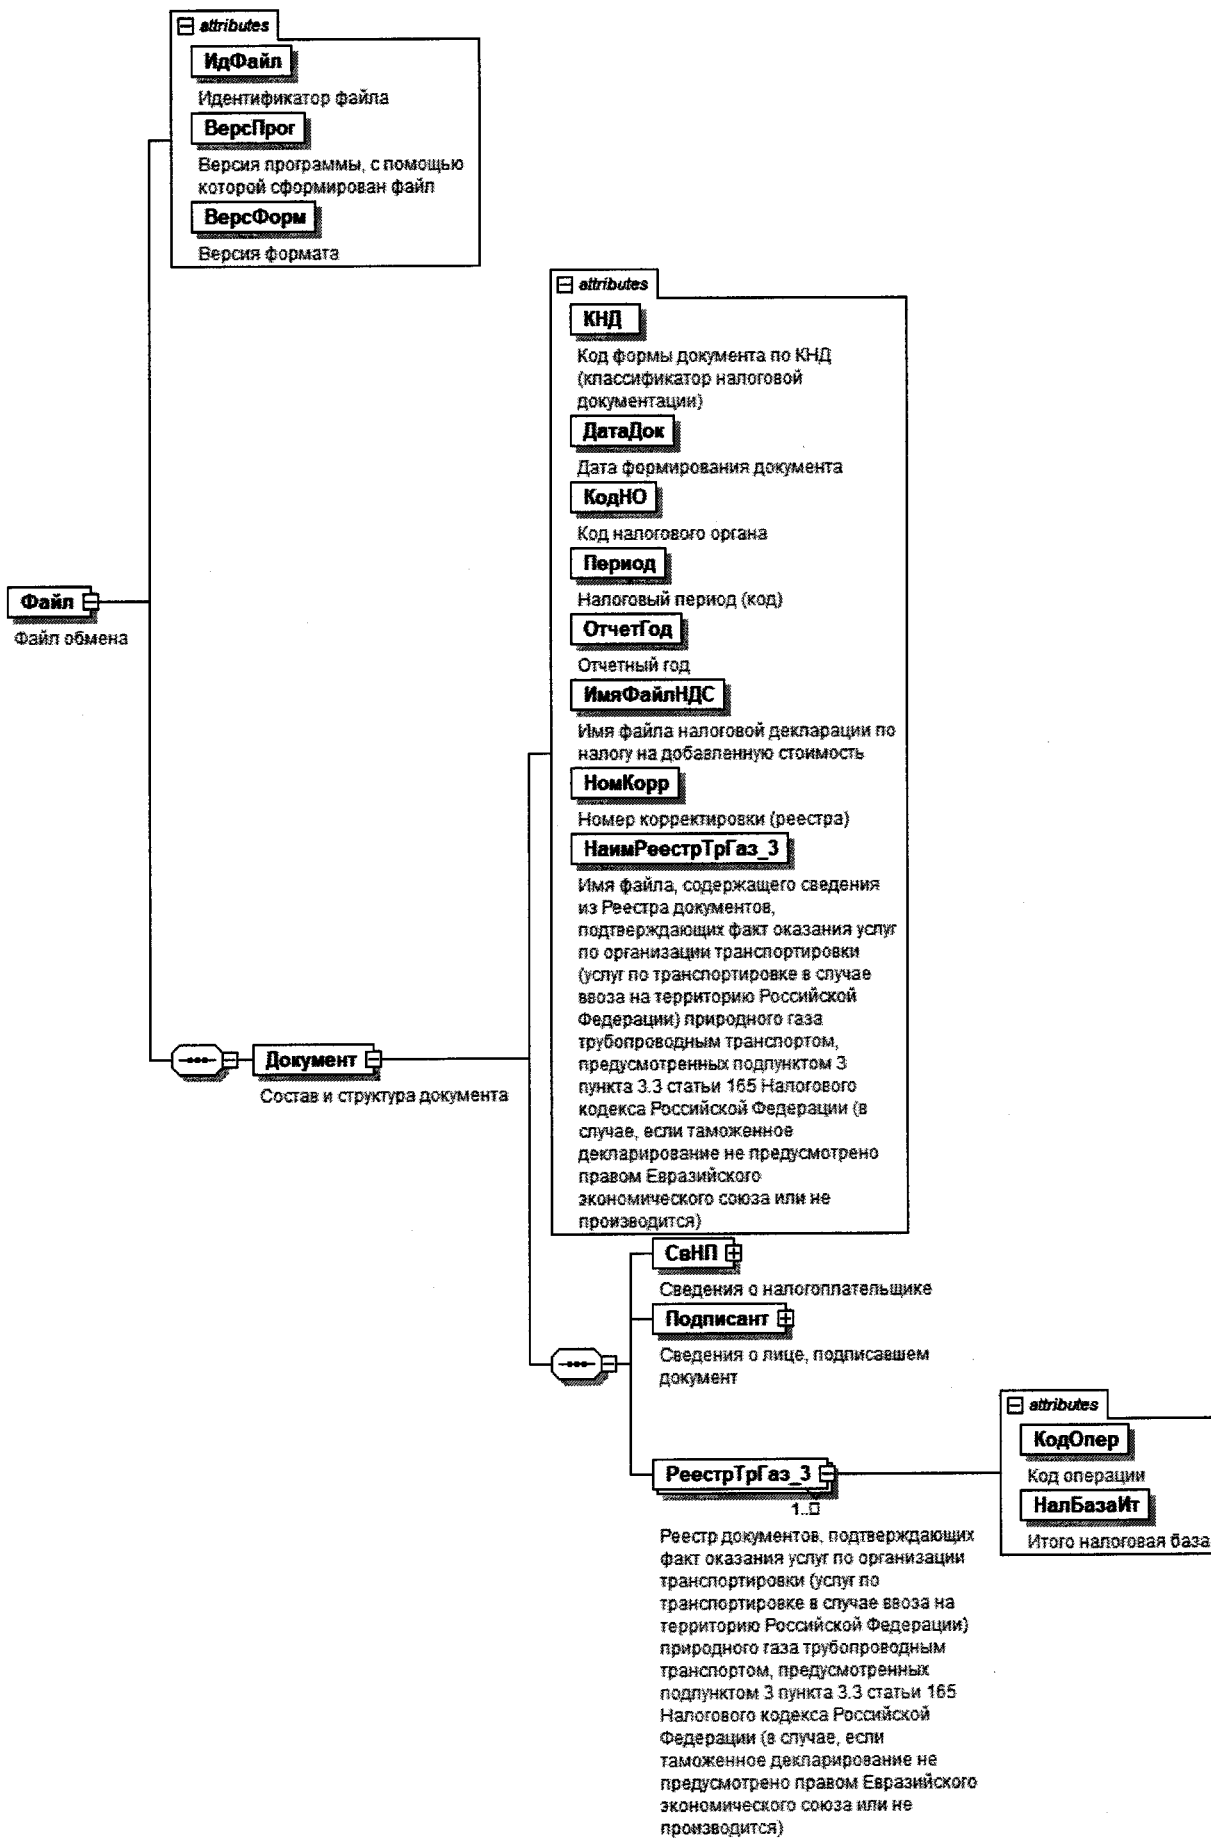 attributes
ИдФайл
Идентификатор файла
ВерсПрог
Версия программы, с помощью
которой сформирован файл
ВерсФорм
Версия формата
attributes
КНД
Код формы документа по КНД
(классификатор налоговой
документации)
ДатаДок
Дата формирования документа
КодНО
Код налогового органа
Период
Налоговый период (код)
ОтчетГод
Отчетный год
ИмяФайлНДС
Имя файла налоговой декларации по
налогу на добавленную стоимость
НомКорр
Номер корректировки (реестра)
НаимРеестрТрГаз_3
Имя файла, содержащего сведения
из Реестра документов,
подтверждающих факт оказания услуг
по организации транспортировки
(услуг по транспортировке в случае
ввоза на территорию Российской
Федерации) природного газа
трубопроводным транспортом,
предусмотренных подпунктом 3
пункта 3.3 статьи 165 Налогового
кодекса Российской Федерации (в
случае, если таможенное
декларирование не предусмотрено
правом Евразийского
экономического союза или не
производится)
Файл
Файл обмена
Документ
Состав и структура документа
СвНП
Сведения о налогоплательщике
Подписант
Сведения о лице, подписавшем
документ
РеестрТрГаз_3
1..
Реестр документов, подтверждающих
факт оказания услуг по организации
транспортировки (услуг по
транспортировке в случае ввоза на
территорию Российской Федерации)
природного газа трубопроводным
транспортом, предусмотренных
подпунктом 3 пункта 3.3 статьи 165
Налогового кодекса Российской
Федерации (в случае, если
таможенное декларирование не
предусмотрено правом Евразийского
экономического союза или не
производится)
attributes
КодОпер
Код операции
НалБазаИт
Итого налоговая база